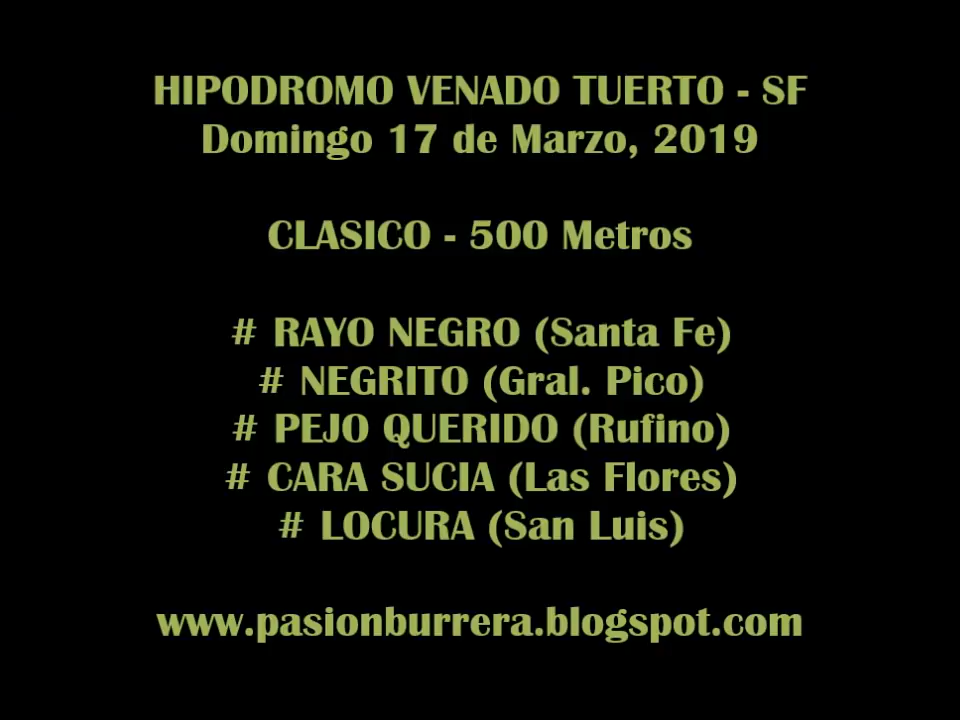 HIPODROMO VENADO TUERTO - SF
Domingo 17 de Marzo, 2019
CLASICO - 500 Metros
# RAYO NEGRO (Santa Fe)
# NEGRITO (Gral. Pico)
# PEJO QUERIDO (Rufino)
# CARA SUCIA (Las Flores)
# LOCURA (San Luis)
www.pasionburrera.blogspot.com